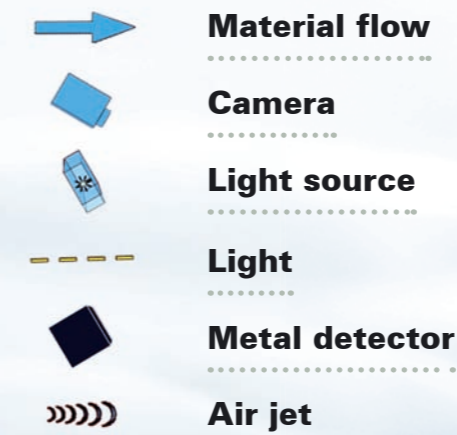 Material flow
Camera
Light source
Light
Metal detector
Air jet